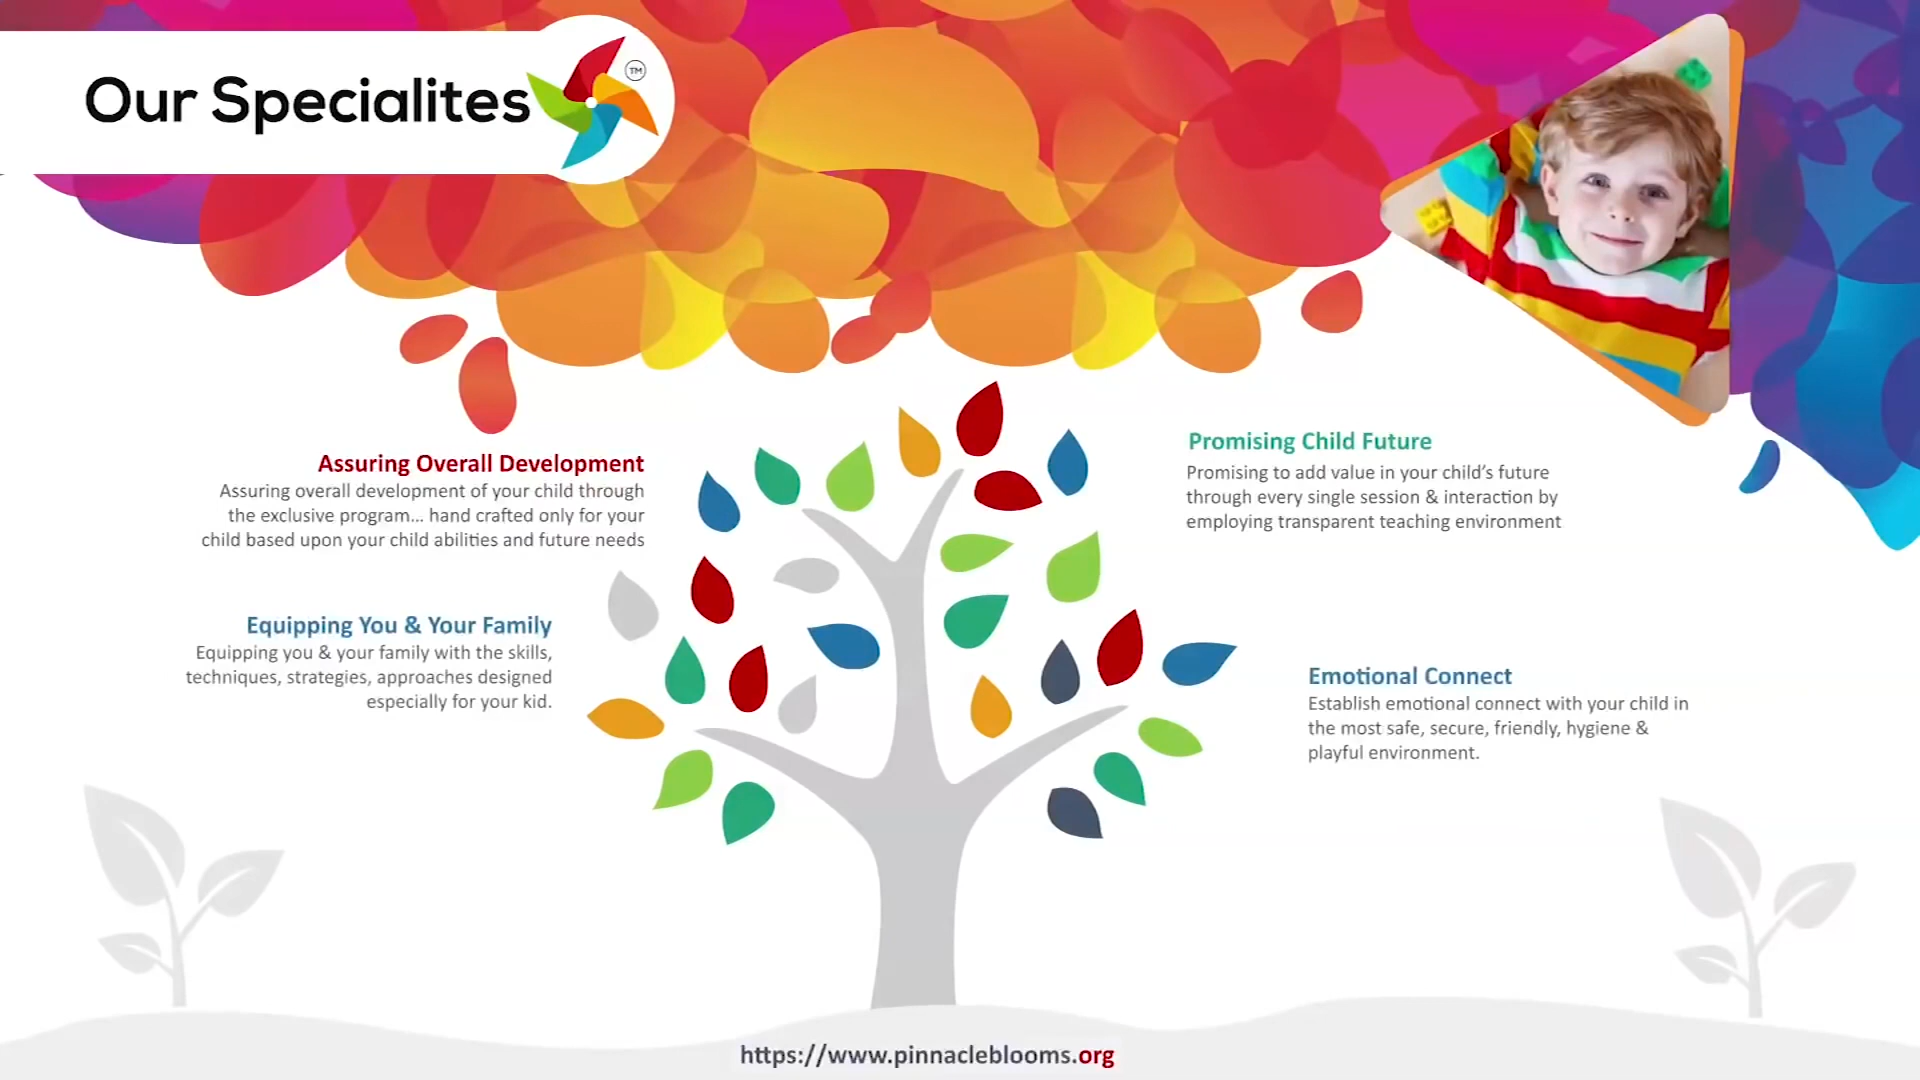 Our Specialites
TM
Assuring Overall Development
Assuring overall development of your child through
the exclusive program... hand crafted only for your
child based upon your child abilities and future needs
Equipping You & Your Family
Equipping you & your family with the skills,
techniques, strategies, approaches designed
especially for your kid.
Promising Child Future
Promising to add value in your child's future
through every single session & interaction by
employing transparent teaching environment
Emotional Connect
Establish emotional connect with your child in
the most safe, secure, friendly, hygiene &
playful environment.
https://www.pinnacleblooms.org